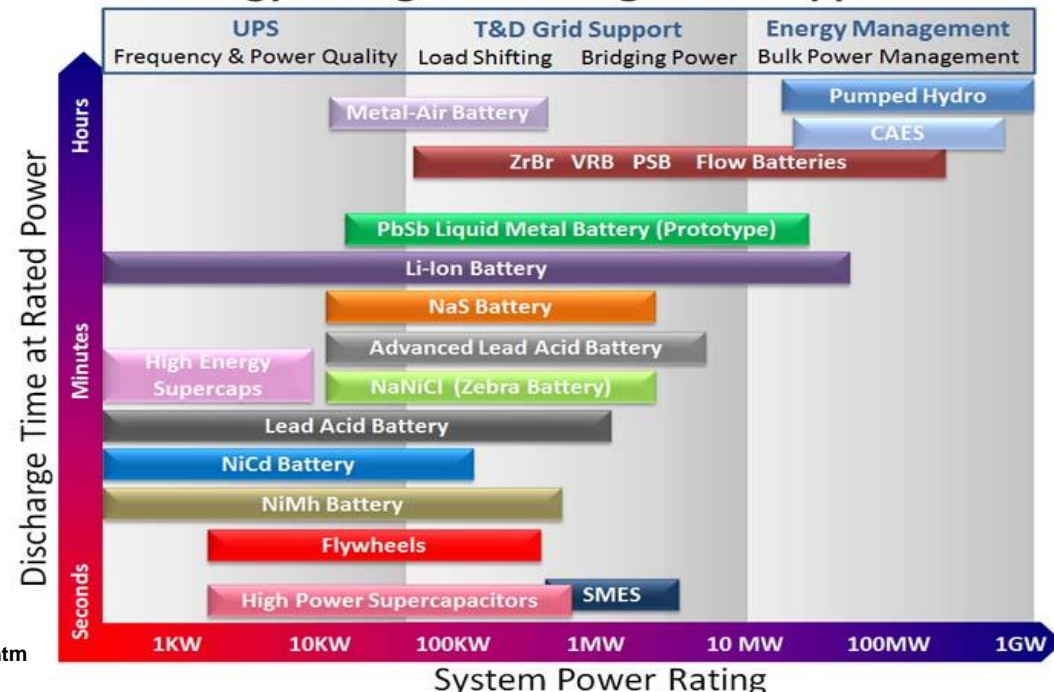 UPS
T&D Grid Support
Energy Management
Frequency & Power Quality
Load Shifting
Bridging Power
Bulk Power Management
Discharge Time at Rated Power
Hours
Minutes
Seconds
Pumped Hydro
Metal-Air Battery
CAES
ZrBr VRB PSB Flow Batteries
PbSb Liquid Metal Battery (Prototype)
Li-Ion Battery
NaS Battery
Advanced Lead Acid Battery
High Energy
Supercaps
NaNiCl (Zebra Battery)
Lead Acid Battery
NiCd Battery
NiMh Battery
Flywheels
High Power Supercapacitors
SMES
1KW
10KW
100KW
1MW
10 MW
100MW
1GW
System Power Rating